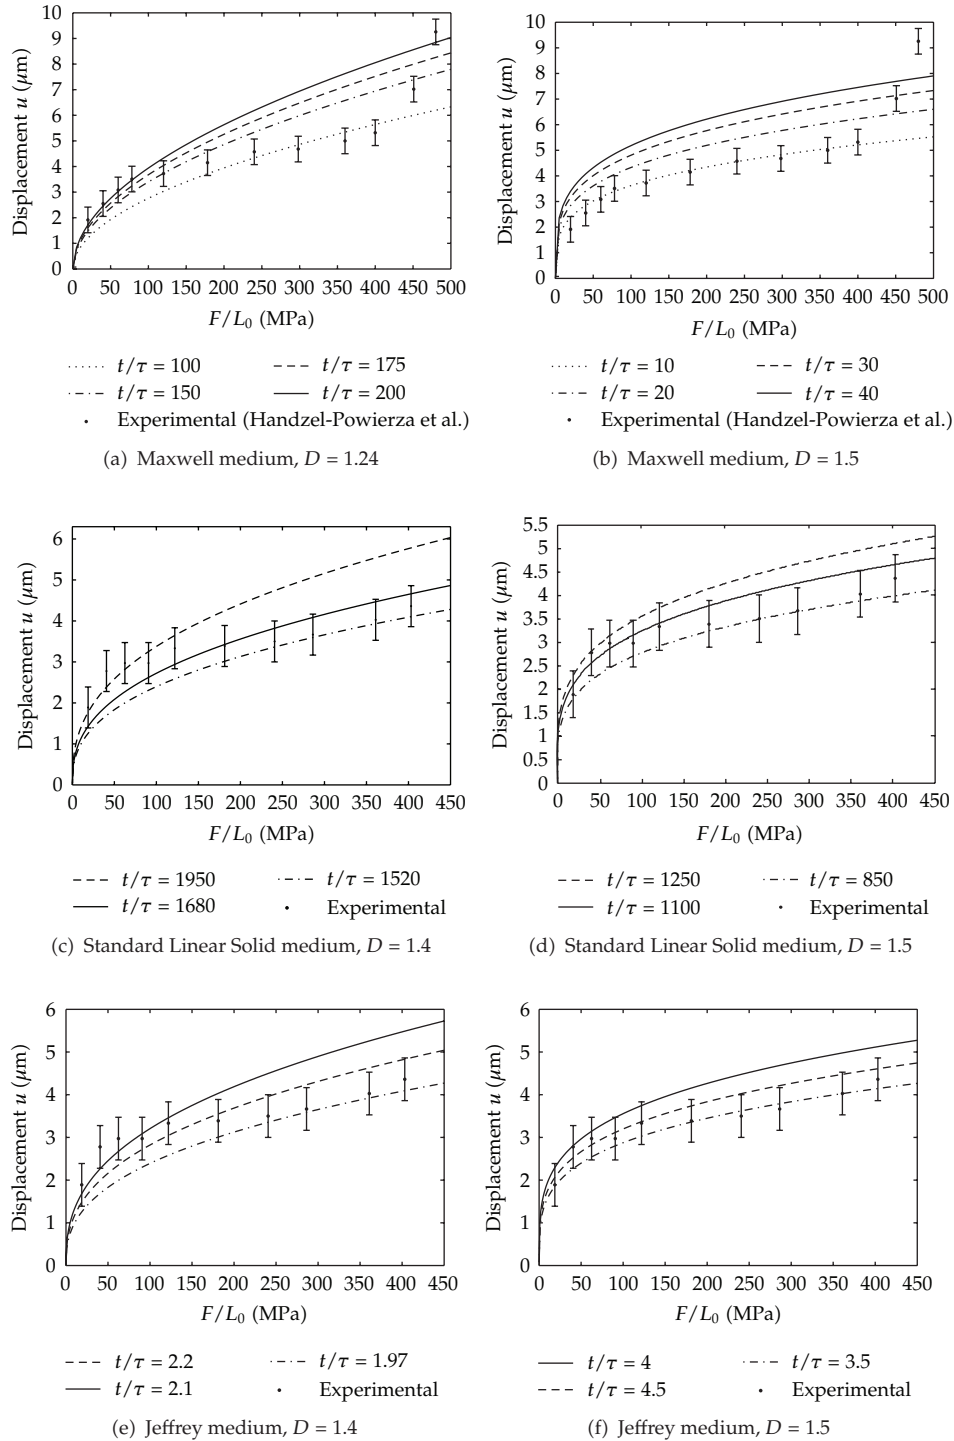 10
9
8
7
6
5
4
3
2
1
0
Displacement u (μm)
0 50 100 150 200 250 300 350 400 450 500
F/L0 (MPa)
t/τ = 100
t/τ = 175
t/τ = 150
t/τ = 200
Experimental (Handzel-Powierza et al.)
(a) Maxwell medium, D = 1.24
10
9
8
7
6
5
4
3
2
1
0
Displacement u (μm)
0 50 100 150 200 250 300 350 400 450 500
F/L0 (MPa)
t/τ = 10
t/τ = 30
t/τ = 20
t/τ = 40
Experimental (Handzel-Powierza et al.)
(b) Maxwell medium, D = 1.5
6
5
4
3
2
1
0
Displacement u (μm)
0 50 100 150 200 250 300 350 400 450
F/L0 (MPa)
t/τ = 1950
t/τ = 1520
t/τ = 1680
Experimental
(c) Standard Linear Solid medium, D = 1.4
5.5
5
4.5
4
3.5
3
2.5
2
1.5
1
0.5
0
Displacement u (μm)
0 50 100 150 200 250 300 350 400 450
F/L0 (MPa)
t/τ = 1250
t/τ = 850
t/τ = 1100
Experimental
(d) Standard Linear Solid medium, D = 1.5
6
5
4
3
2
1
0
Displacement u (μm)
0 50 100 150 200 250 300 350 400 450
F/L0 (MPa)
t/τ = 2.2
t/τ = 1.97
t/τ = 2.1
Experimental
(e) Jeffrey medium, D = 1.4
6
5
4
3
2
1
0
Displacement u (μm)
0 50 100 150 200 250 300 350 400 450
F/L0 (MPa)
t/τ = 4
t/τ = 3.5
t/τ = 4.5
Experimental
(f) Jeffrey medium, D = 1.5